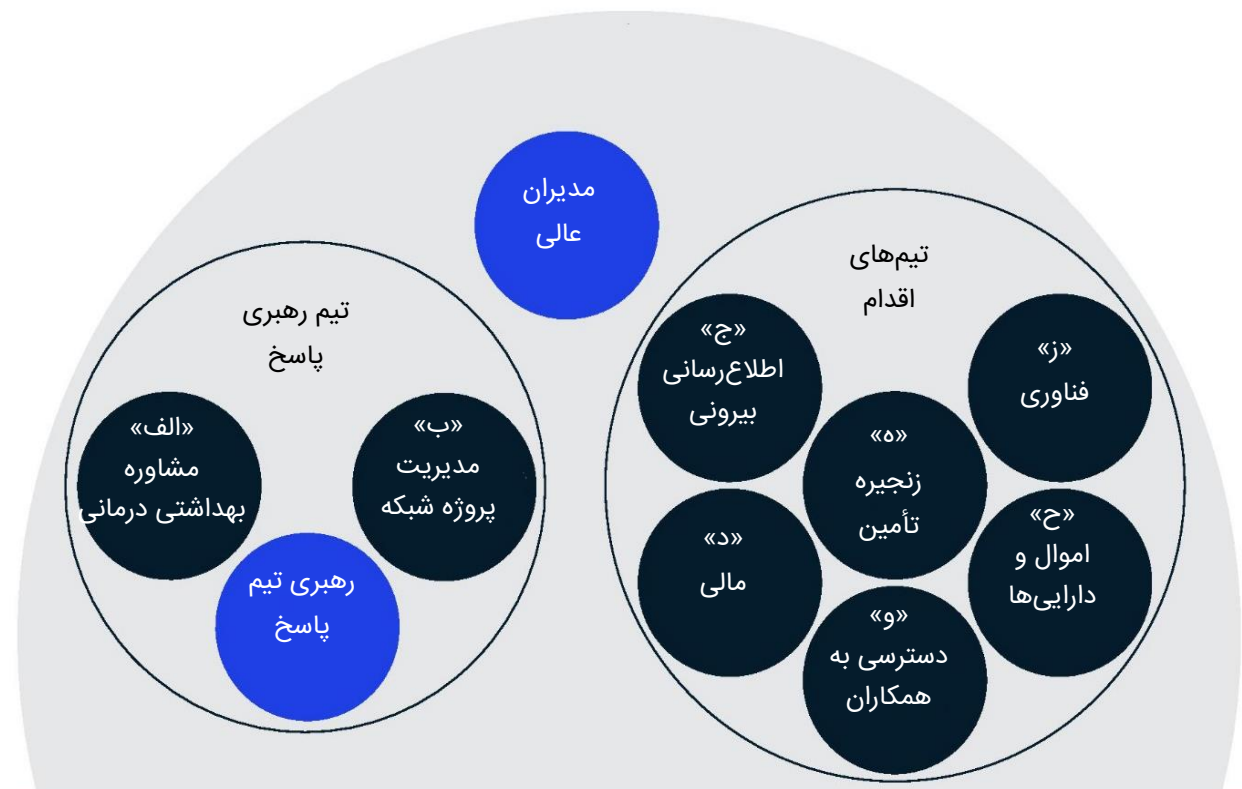 مدیران
عالی
تیم‌های
اقدام
«ز»
فناوری
«ج»
اطلاع‌رسانی
بیرونی
«ه»
زنجیره
تأمین
«ح»
اموال و
دارایی‌ها
«د»
مالی
«و»
دسترسی به
همکاران
تیم رهبری
پاسخ
«ب»
مدیریت
پروژه شبکه
«الف»
مشاوره
بهداشتی درمانی
رهبری تیم
پاسخ